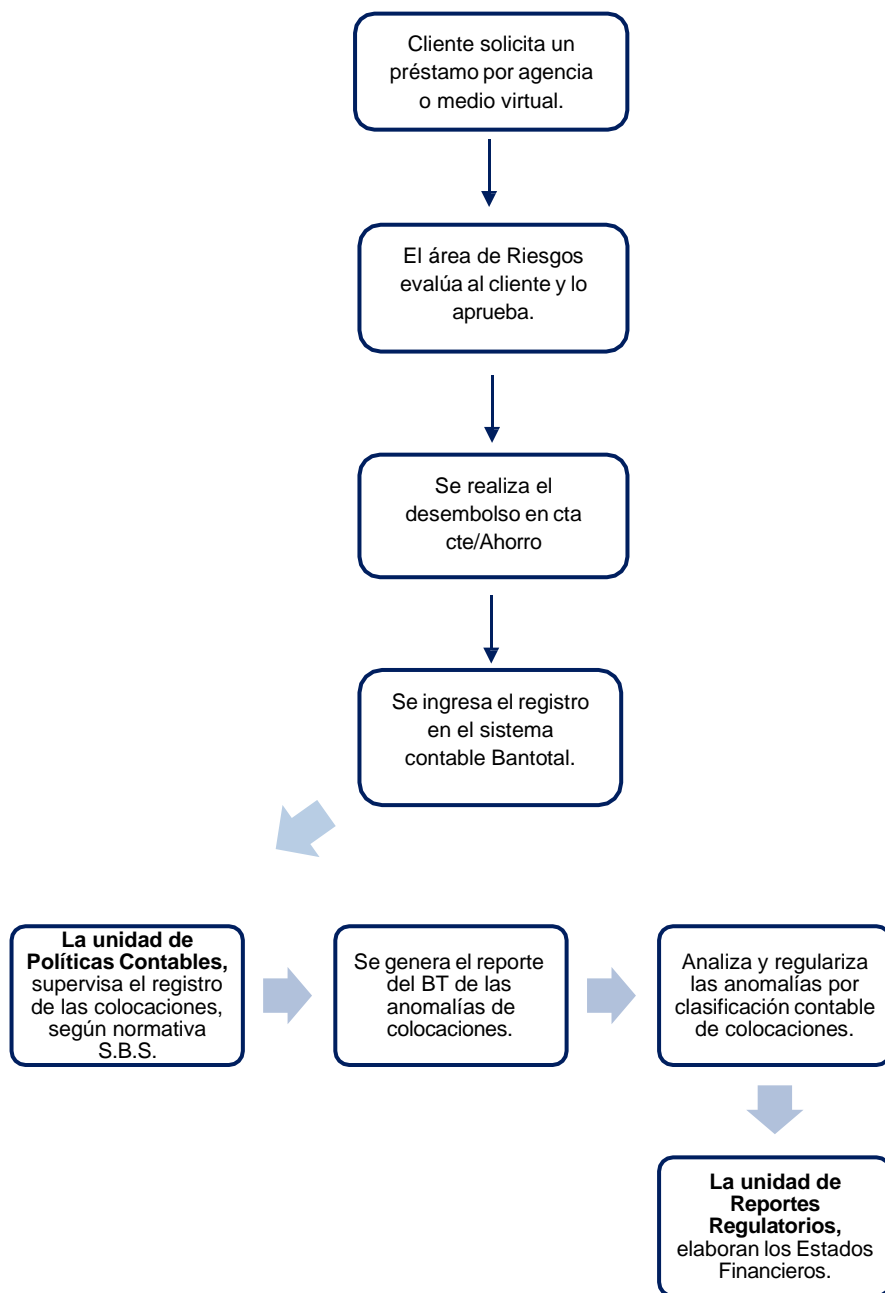 Cliente solicita un
préstamo por agencia
o medio virtual.
El área de Riesgos
evalúa al cliente y lo
aprueba.
Se realiza el
desembolso en cta
cte/Ahorro
Se ingresa el registro
en el sistema
contable Bantotal.
La unidad de
Políticas Contables,
supervisa el registro
de las colocaciones,
según normativa
S.B.S.
Se genera el reporte
del BT de las
anomalías de
colocaciones.
Analiza y regulariza
las anomalías por
clasificación contable
de colocaciones.
La unidad de
Reportes
Regulatorios,
elaboran los Estados
Financieros.